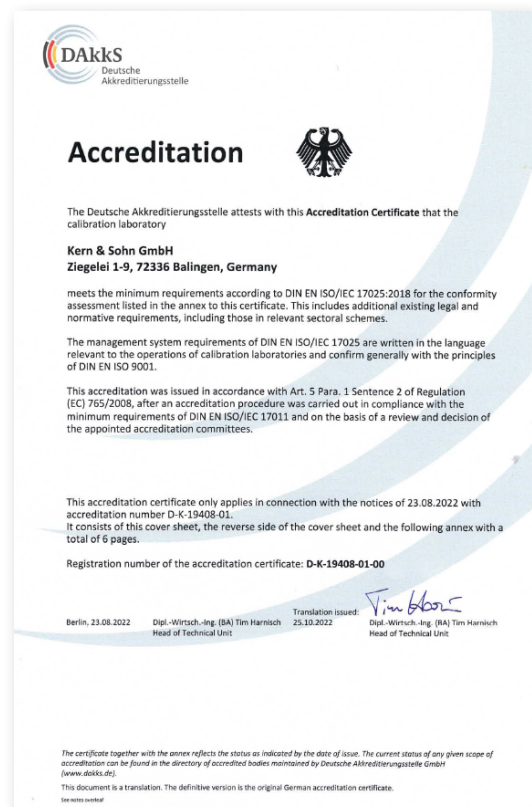 DAkkS
Deutsche
Akkreditierungsstelle
Accreditation
The Deutsche Akkreditierungsstelle attests with this Accreditation Certificate that the
calibration laboratory
Kern & Sohn GmbH
Ziegelei 1-9, 72336 Balingen, Germany
meets the minimum requirements according to DIN EN ISO/IEC 17025:2018 for the conformity
assessment listed in the annex to this certificate. This includes additional existing legal and
normative requirements, including those in relevant sectoral schemes.
The management system requirements of DIN EN ISO/IEC 17025 are written in the language
relevant to the operations of calibration laboratories and confirm generally with the principles
of DIN EN ISO 9001.
This accreditation was issued in accordance with Art. 5 Para. 1 Sentence 2 of Regulation
(EC) 765/2008, after an accreditation procedure was carried out in compliance with the
minimum requirements of DIN EN ISO/IEC 17011 and on the basis of a review and decision of
the appointed accreditation committees.
This accreditation certificate only applies in connection with the notices of 23.08.2022 with
accreditation number D-K-19408-01.
It consists of this cover sheet, the reverse side of the cover sheet and the following annex with a
total of 6 pages.
Registration number of the accreditation certificate: D-K-19408-01-00
Translation issued:
Berlin, 23.08.2022 Dipl.-Wirtsch.-Ing. (BA) Tim Harnisch 25.10.2022 Dipl.-Wirtsch.-Ing. (BA) Tim Harnisch
Head of Technical Unit Head of Technical Unit
The certificate together with the annex reflects the status as indicated by the date of issue. The current status of any given scope of
accreditation can be found in the directory of accredited bodies maintained by Deutsche Akkreditierungsstelle GmbH
(www.dakks.de).
This document is a translation. The definitive version is the original German accreditation certificate.
See notes overleaf